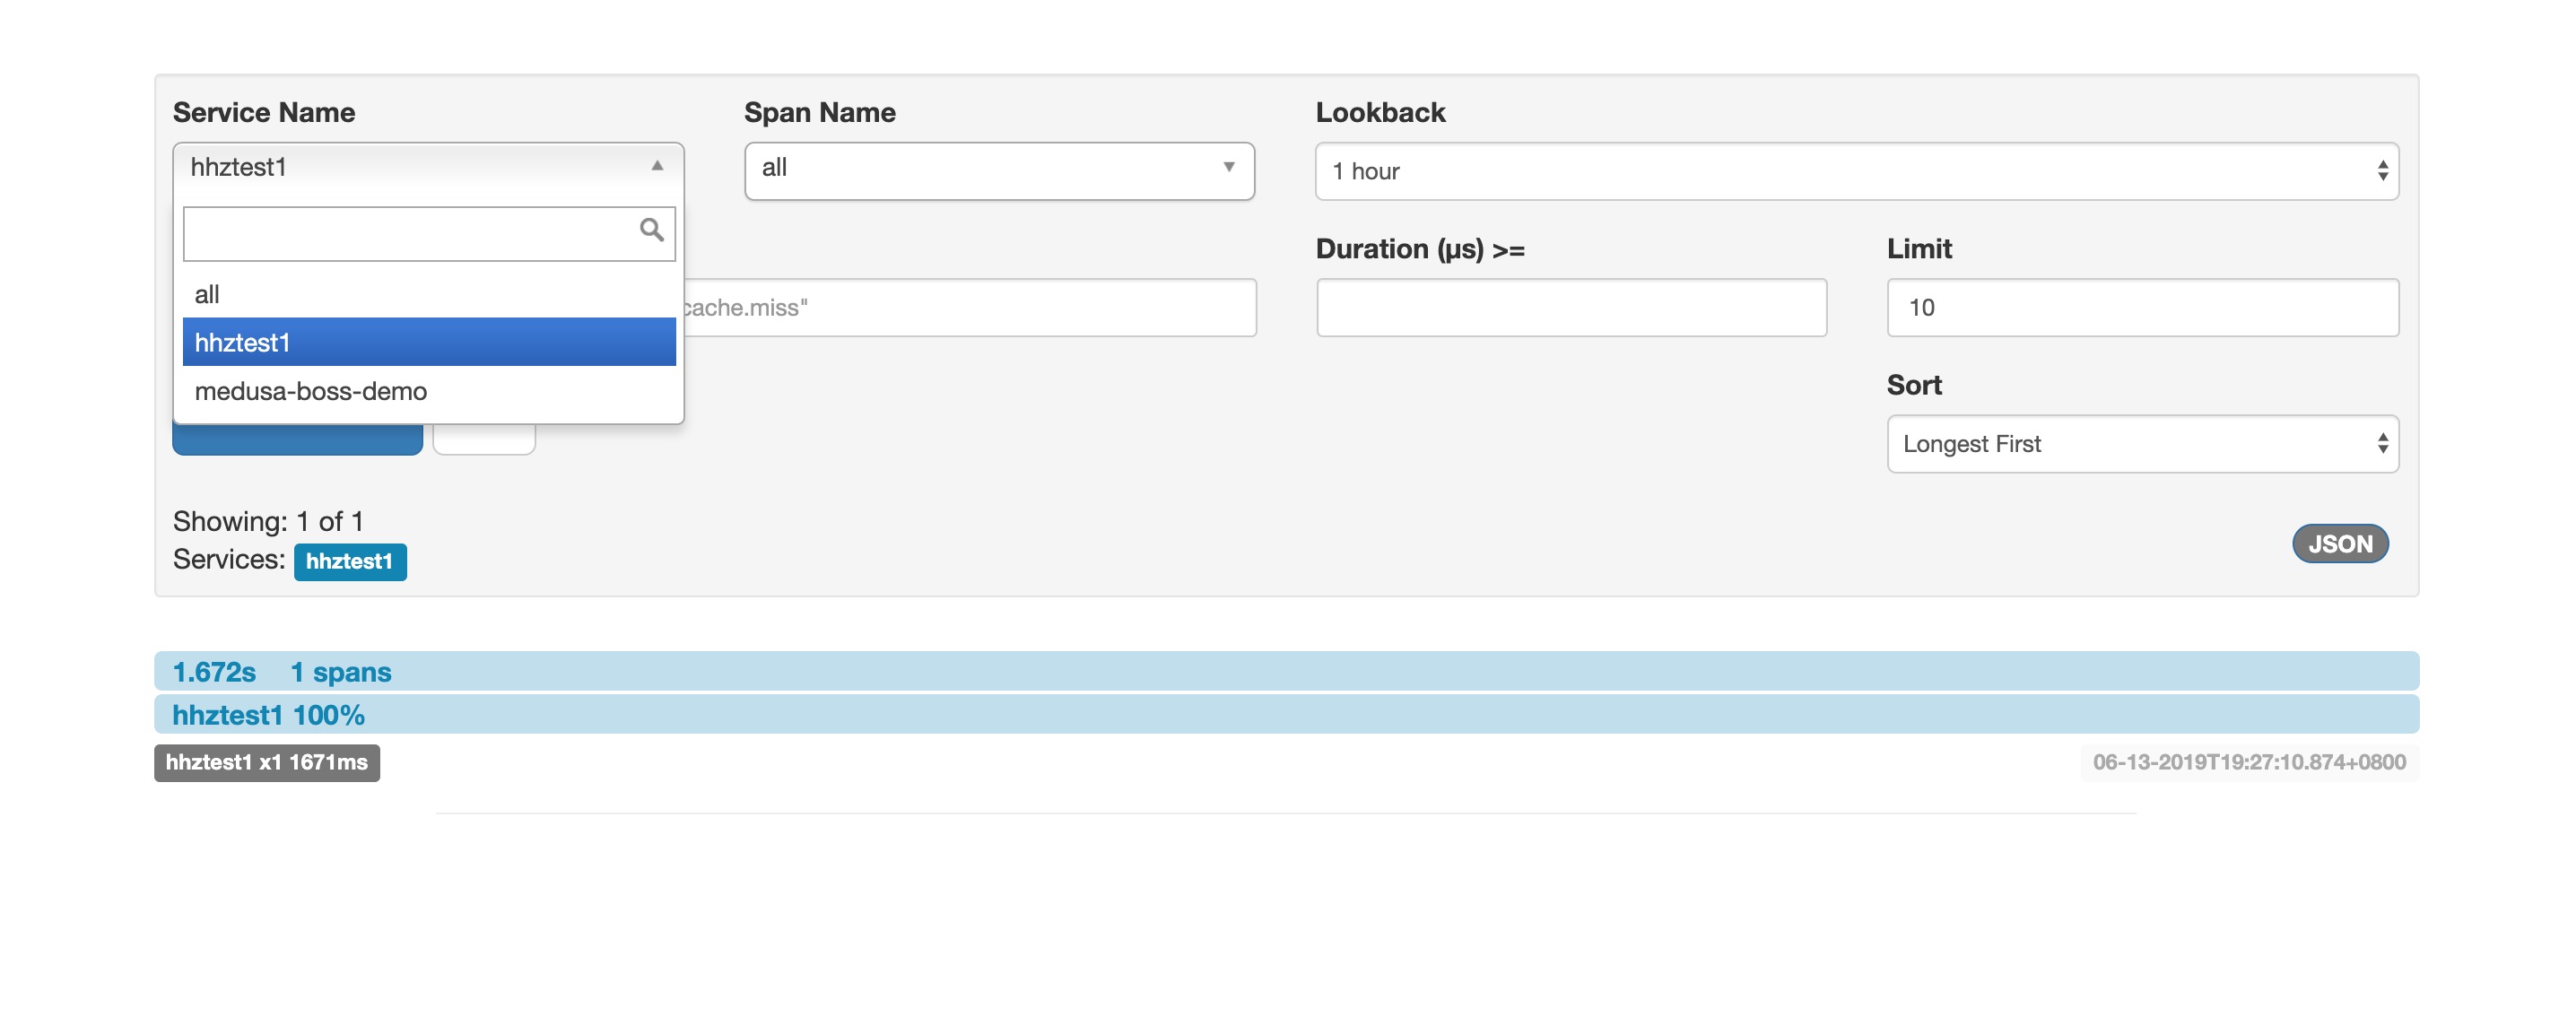 Service Name
Span Name
Lookback
hhztest1
all
1 hour
all
hhztest1
medusa-boss-demo
cache.miss"
Duration (μs) >=
Limit
10
Sort
Longest First
Showing: 1 of 1
Services: hhztest1
JSON
1.672s 1 spans
hhztest1 100%
hhztest1 x1 1671ms
06-13-2019T19:27:10.874+0800